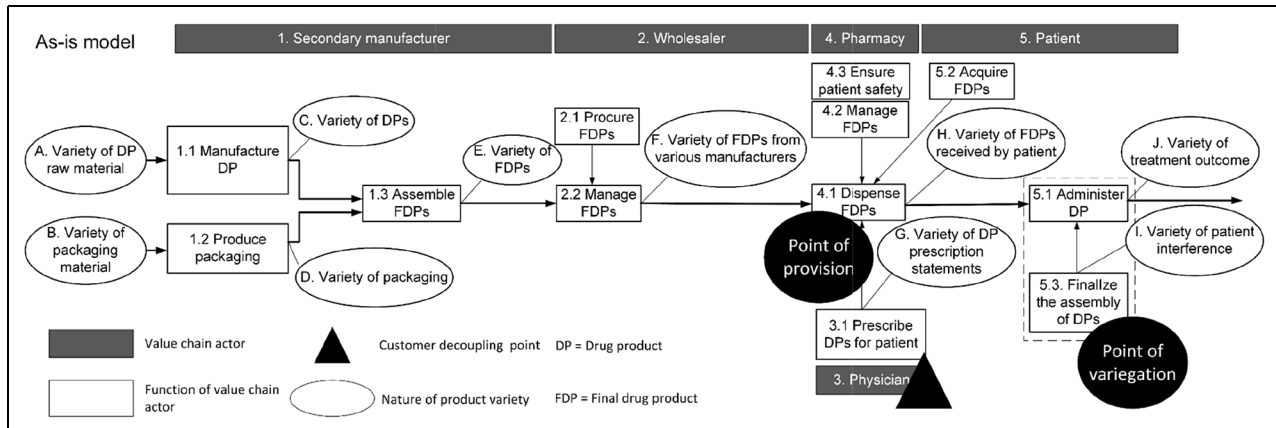 As-is model
1. Secondary manufacturer
2. Wholesaler
4. Pharmacy
5. Patient
A. Variety of DP
raw material
1.1 Manufacture
DP
C. Variety of DPs
B. Variety of
packaging
material
1.2 Produce
packaging
D. Variety of packaging
1.3 Assemble
FDPs
E. Variety of
FDPs
2.1 Procure
FDPs
2.2 Manage
FDPs
F. Variety of FDPs from
various manufacturers
4.3 Ensure
patient safety
4.2 Manage
FDPs
4.1 Dispense
FDPs
5.2 Acquire
FDPs
H. Variety of FDPs
received by patient
Point of
provision
G. Variety of DP
prescription
statements
3.1 Prescribe
DPs for patient
3. Physician
5.1 Administer
DP
J. Variety of
treatment outcome
I. Variety of patient
interference
5.3. Finalize
the assembly
of DPs
Point of
variegation
Value chain actor
Customer decoupling point
DP = Drug product
Function of value chain
actor
Nature of product variety
FDP = Final drug product